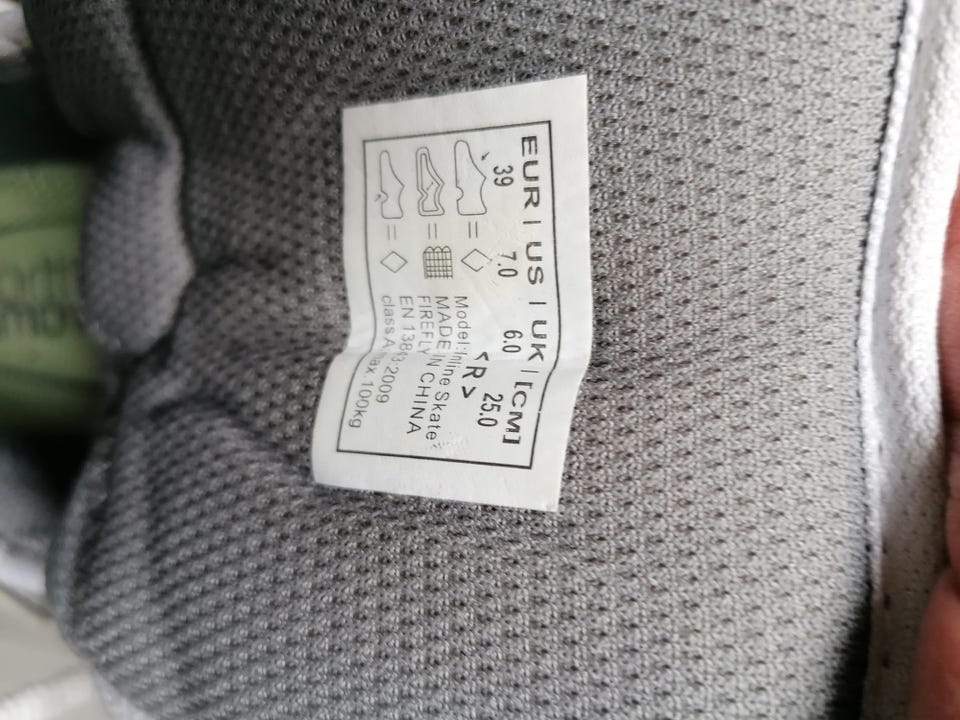 EUR | US | UK | [CM]
39 7.0 6.0 25.0
<R>
=
=
=
Model: Inline Skate
MADE IN CHINA
FIREFLY
EN 13843:2009
class A max 100kg